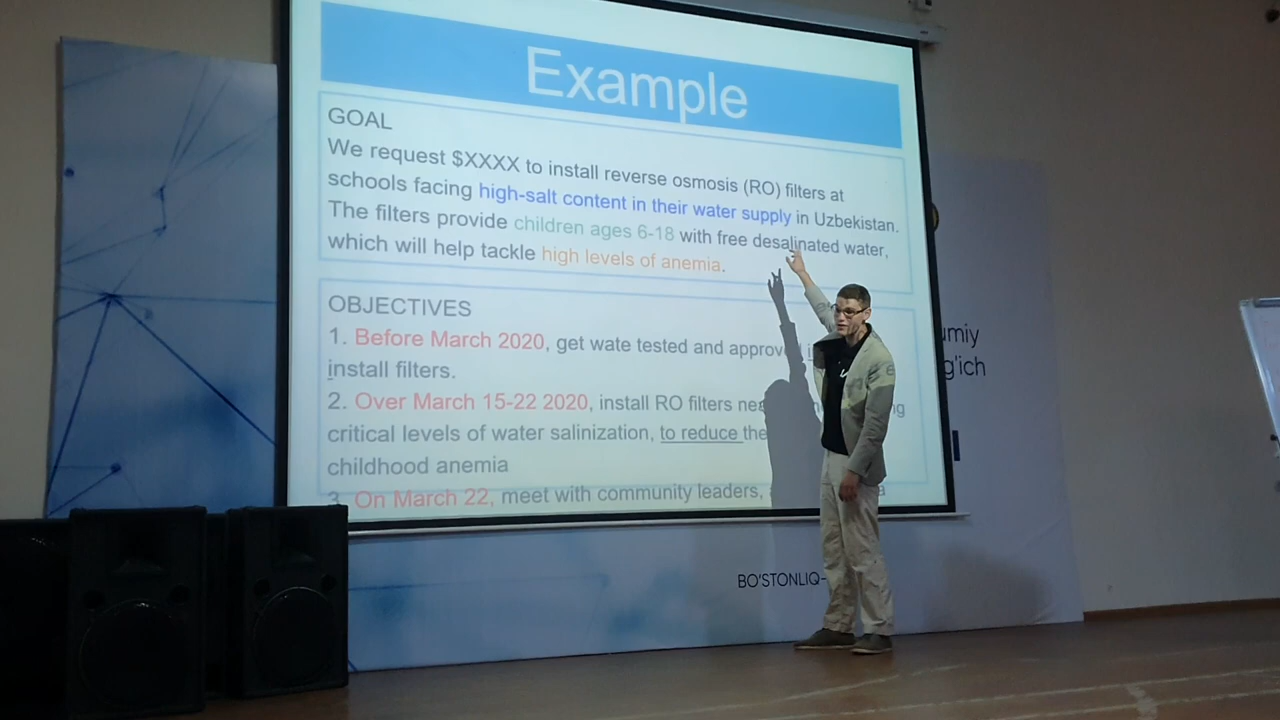 Example
GOAL
We request $XXXX to install reverse osmosis (RO) filters at
schools facing high-salt content in their water supply in Uzbekistan.
The filters provide children ages 6-18 with free desalinated water,
which will help tackle high levels of anemia.
OBJECTIVES
1. Before March 2020, get wate tested and approv
install filters.
2. Over March 15-22 2020, install RO filters nea
critical levels of water salinization, to reduce the
childhood anemia
3. On March 22, meet with community leaders,
umiy
g'ich
BO'STONLIQ-